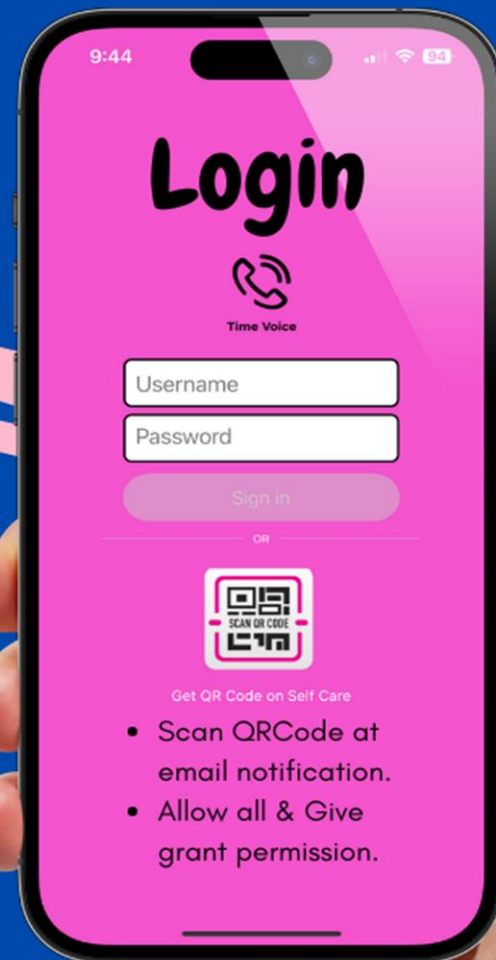 9:44
94
Login
Time Voice
Username
Password
Sign in
OR
SCAN QR CODE
Get QR Code on Self Care
• Scan QRCode at
email notification.
• Allow all & Give
grant permission.